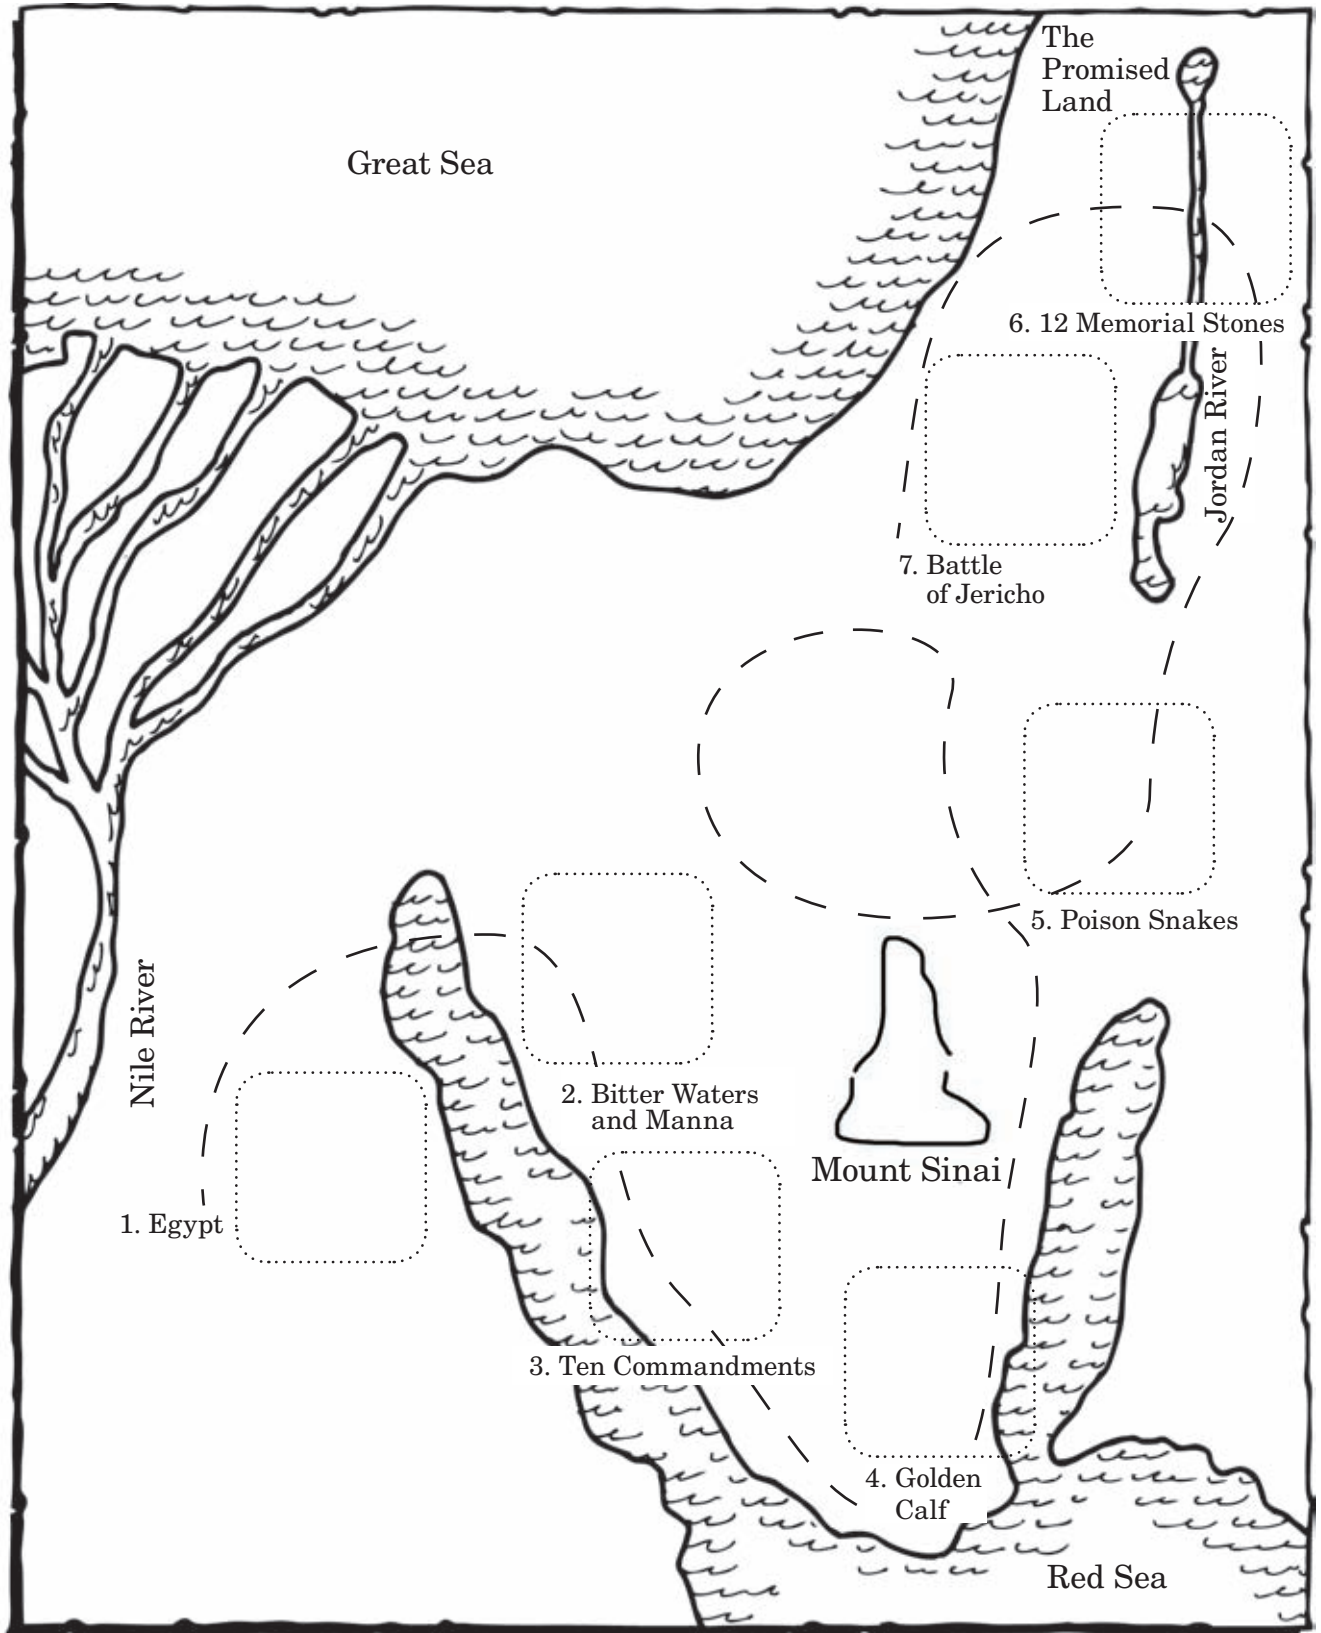 The
Promised
Land
Great Sea
6. 12 Memorial Stones
Jordan River
7. Battle
of Jericho
5. Poison Snakes
Nile River
2. Bitter Waters
and Manna
Mount Sinai
1. Egypt
3. Ten Commandments
4. Golden
Calf
Red Sea